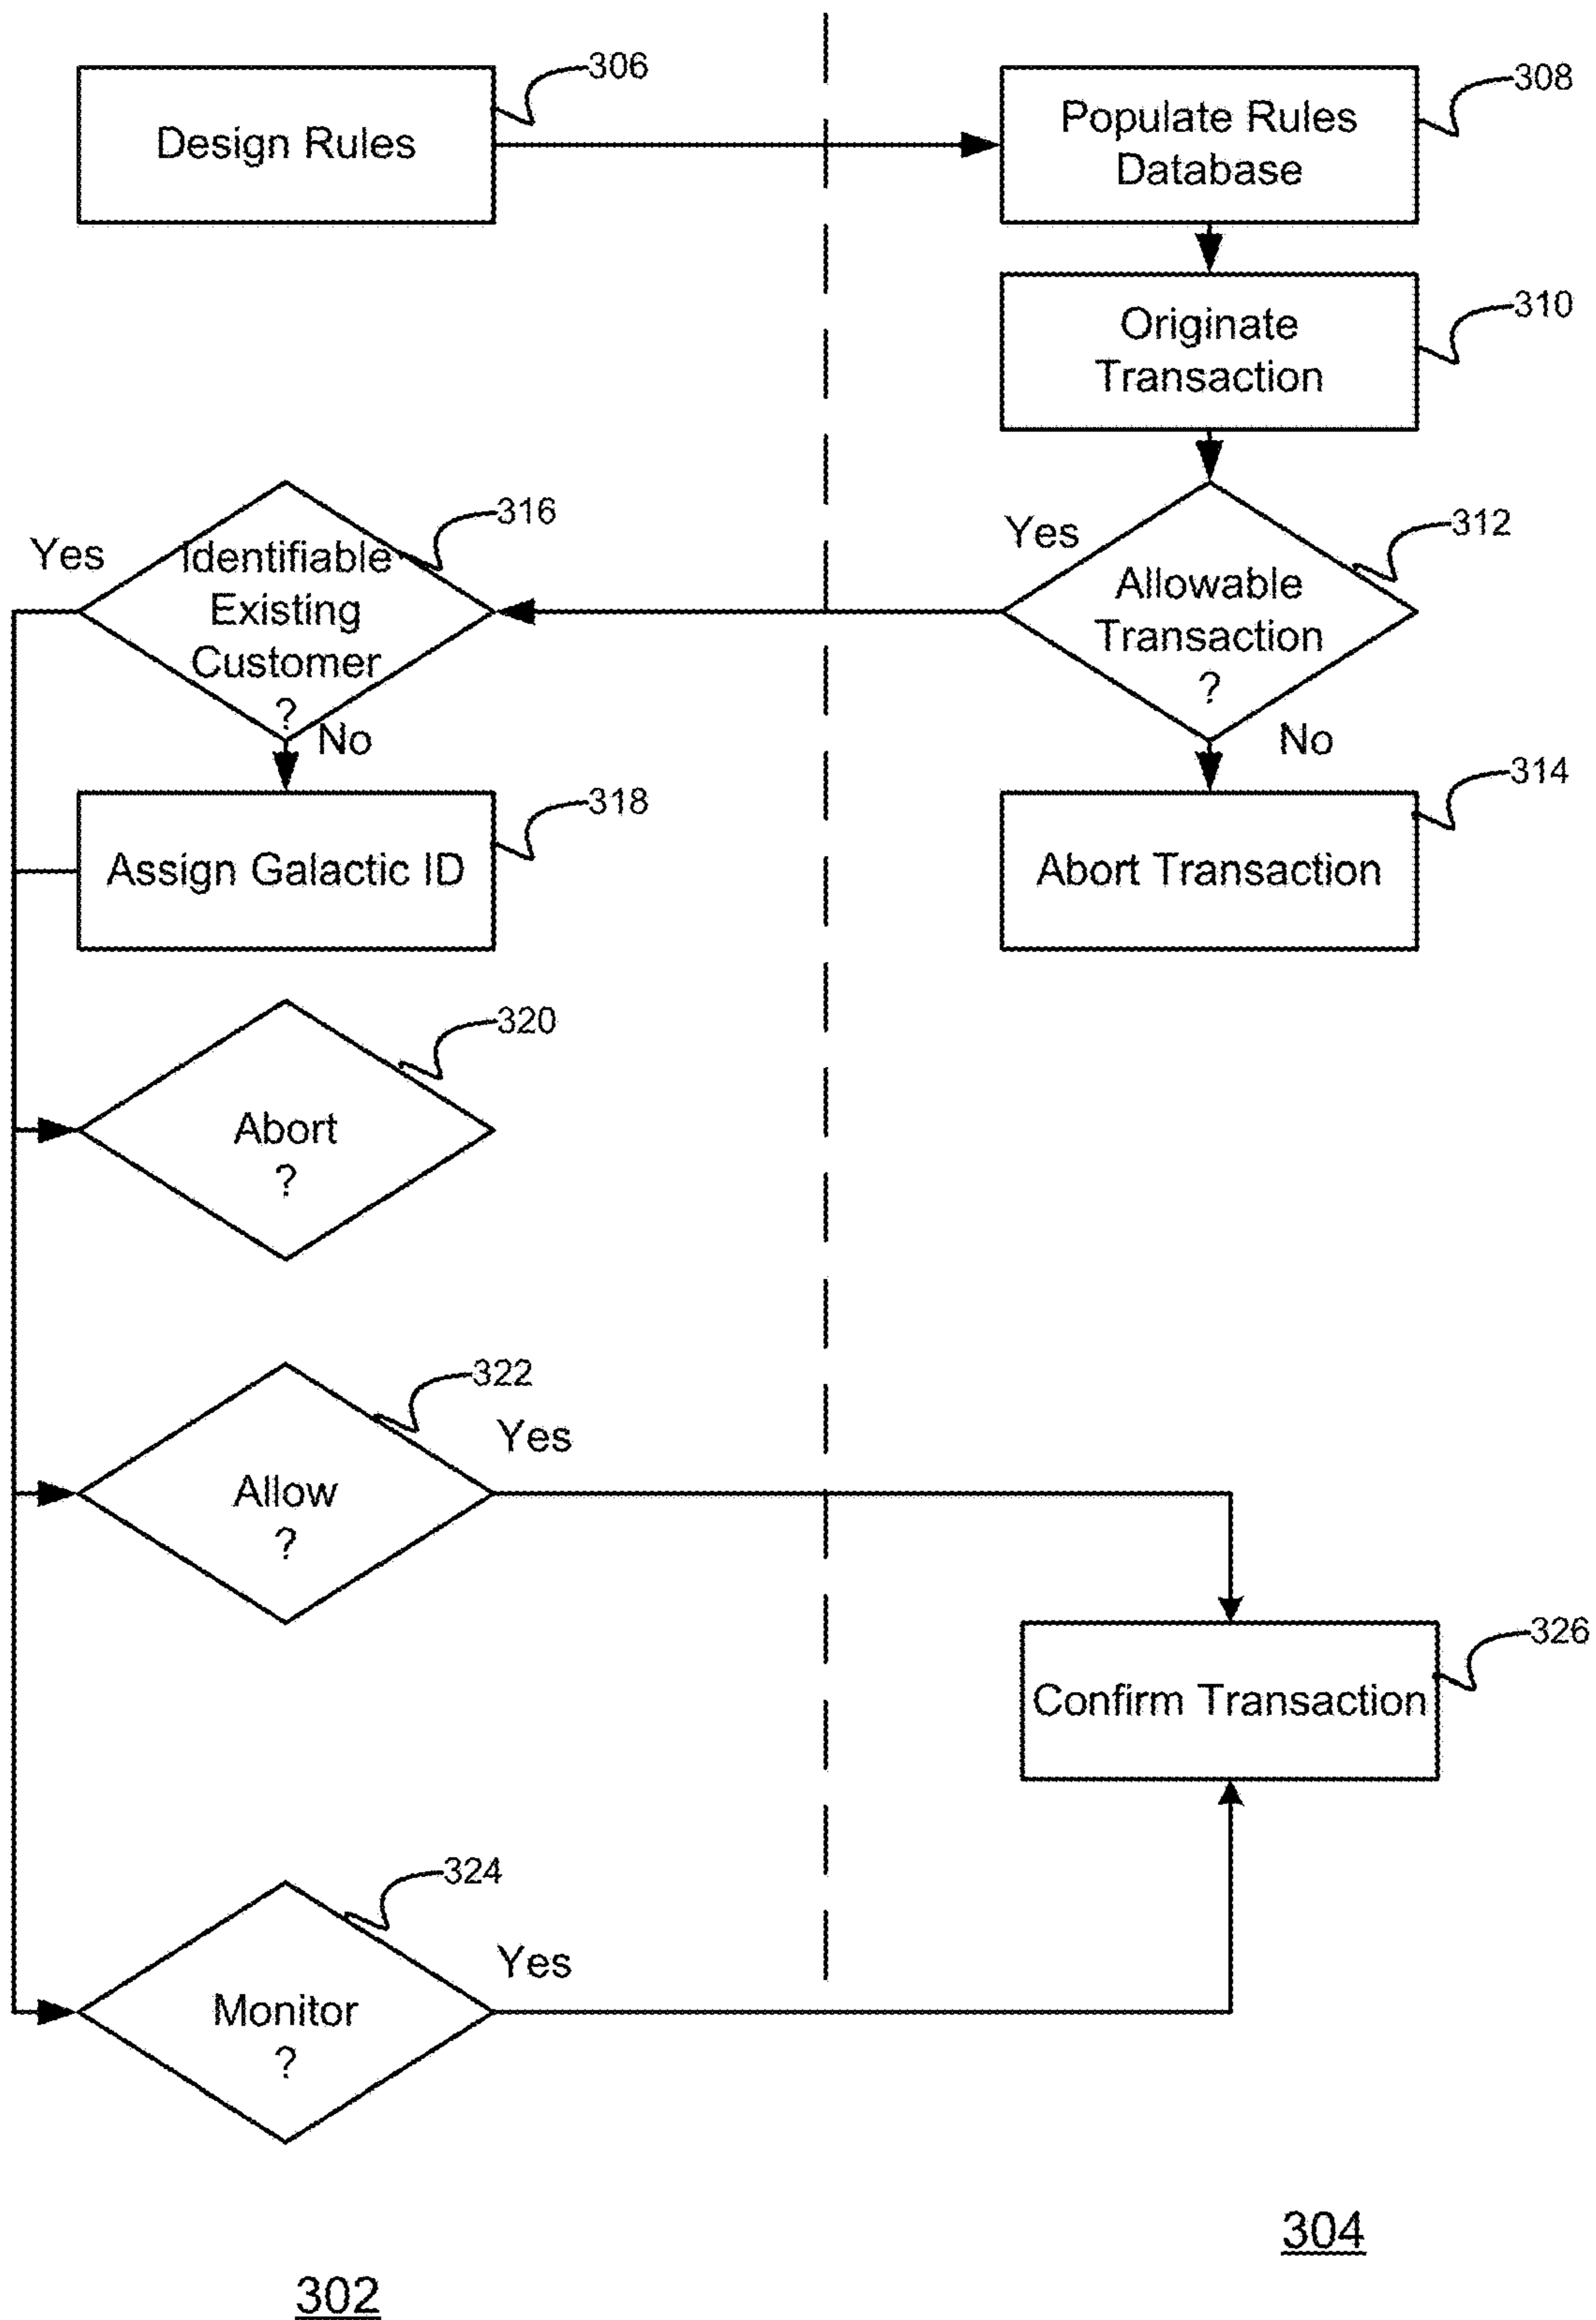 306
Design Rules
308
Populate Rules
Database
310
Originate
Transaction
316
Yes
Identifiable
Existing
Customer
?
No
312
Yes
Allowable
Transaction
?
No
318
Assign Galactic ID
314
Abort Transaction
320
Abort
?
322
Yes
Allow
?
326
Confirm Transaction
324
Yes
Monitor
?
304
302